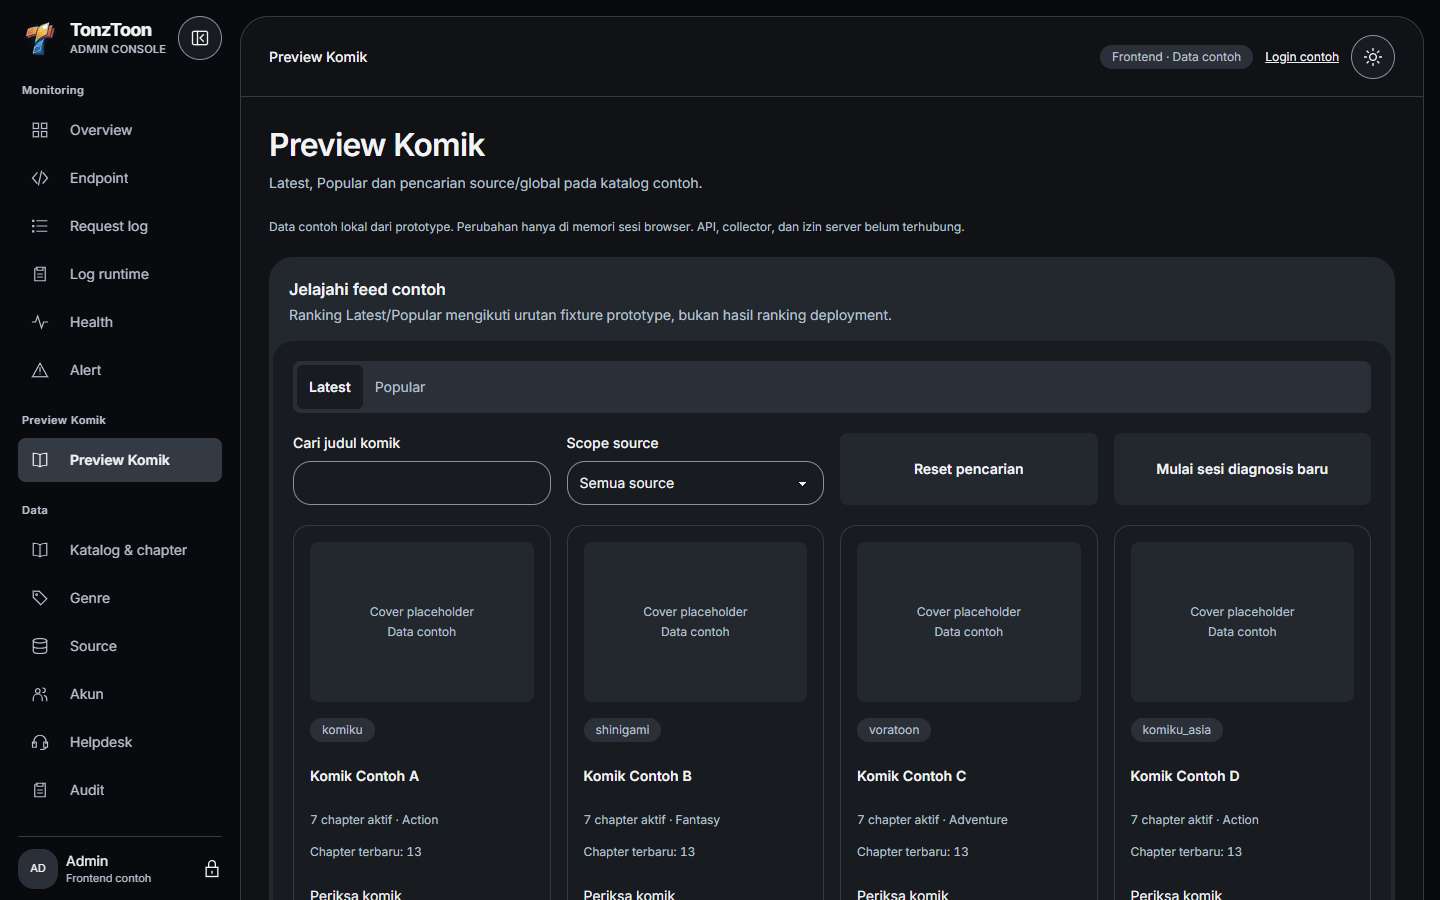 TonzToon
ADMIN CONSOLE
Monitoring
Overview
Endpoint
Request log
Log runtime
Health
Alert
Preview Komik
Preview Komik
Data
Katalog & chapter
Genre
Source
Akun
Helpdesk
Audit
AD
Admin
Frontend contoh
Preview Komik
Frontend · Data contoh
Login contoh
Preview Komik
Latest, Popular dan pencarian source/global pada katalog contoh.
Data contoh lokal dari prototype. Perubahan hanya di memori sesi browser. API, collector, dan izin server belum terhubung.
Jelajahi feed contoh
Ranking Latest/Popular mengikuti urutan fixture prototype, bukan hasil ranking deployment.
Latest
Popular
Cari judul komik
Scope source
Semua source
Reset pencarian
Mulai sesi diagnosis baru
Cover placeholder
Data contoh
komiku
Komik Contoh A
7 chapter aktif · Action
Chapter terbaru: 13
Periksa komik
Cover placeholder
Data contoh
shinigami
Komik Contoh B
7 chapter aktif · Fantasy
Chapter terbaru: 13
Periksa komik
Cover placeholder
Data contoh
voratoon
Komik Contoh C
7 chapter aktif · Adventure
Chapter terbaru: 13
Periksa komik
Cover placeholder
Data contoh
komiku_asia
Komik Contoh D
7 chapter aktif · Action
Chapter terbaru: 13
Periksa komik